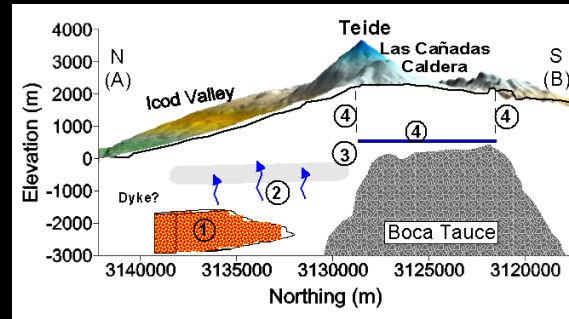 Teide
Las Cañadas
Caldera
N
(A)
S
(B)
Icod Valley
4000
3000
2000
1000
0
-1000
-2000
-3000
Elevation (m)
4
4
4
3
2
Dyke?
1
Boca Tauce
3140000
3135000
3130000
3125000
3120000
Northing (m)